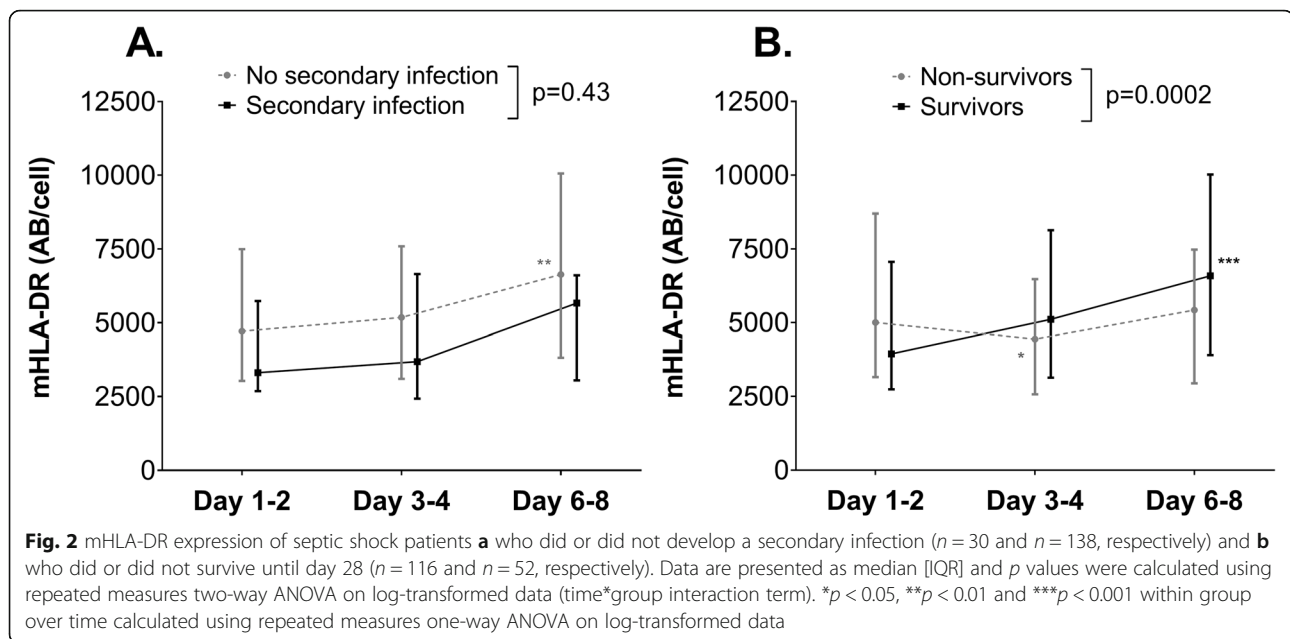 A.
No secondary infection
Secondary infection
p=0.43
mHLA-DR (AB/cell)
12500
10000
7500
5000
2500
0
**
Day 1-2 Day 3-4 Day 6-8
B.
Non-survivors
Survivors
p=0.0002
mHLA-DR (AB/cell)
12500
10000
7500
5000
2500
0
*
***
Day 1-2 Day 3-4 Day 6-8
Fig. 2 mHLA-DR expression of septic shock patients a who did or did not develop a secondary infection (n = 30 and n = 138, respectively) and b
who did or did not survive until day 28 (n = 116 and n = 52, respectively). Data are presented as median [IQR] and p values were calculated using
repeated measures two-way ANOVA on log-transformed data (time*group interaction term). *p < 0.05, **p < 0.01 and ***p < 0.001 within group
over time calculated using repeated measures one-way ANOVA on log-transformed data